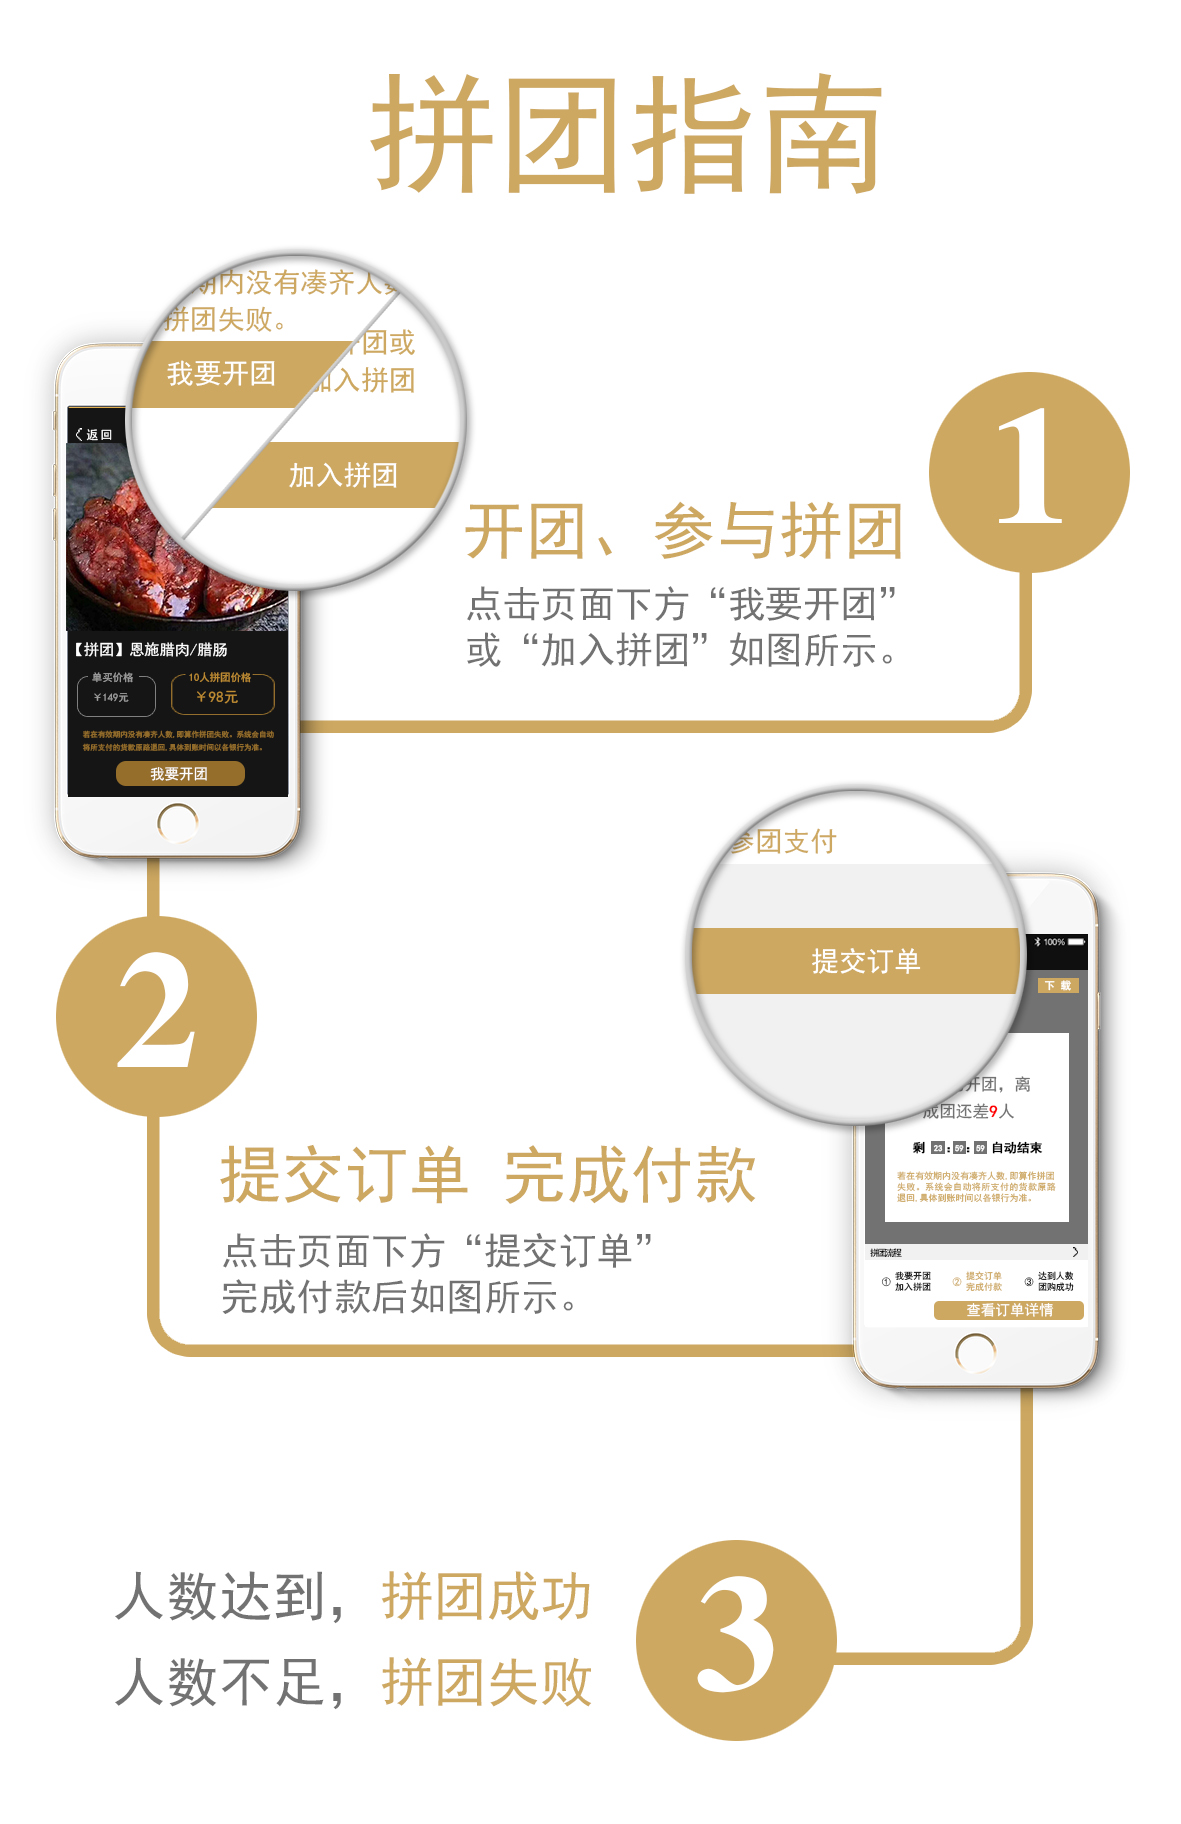 拼团指南
期内没有凑齐人
拼团失败。
我要开团
团或
加入拼团
加入拼团
返回
【拼团】恩施腊肉/腊肠
单买价格
¥149元
10人拼团价格
¥98元
若在有效期内没有凑齐人数,即算作拼团失败。系统会自动
将所支付的货款原路退回,具体到账时间以各银行为准。
我要开团
1
开团、参与拼团
点击页面下方“我要开团”
或“加入拼团”如图所示。
2
参团支付
提交订单
100%
下 载
开团，离
成团还差9人
剩 23:59:59 自动结束
若在有效期内没有凑齐人数,即算作拼团
失败。系统会自动将所支付的货款原路
退回,具体到账时间以各银行为准。
拼团流程
① 我要开团
加入拼团
② 提交订单
完成付款
③ 达到人数
团购成功
查看订单详情
提交订单 完成付款
点击页面下方“提交订单”
完成付款后如图所示。
3
人数达到，拼团成功
人数不足，拼团失败